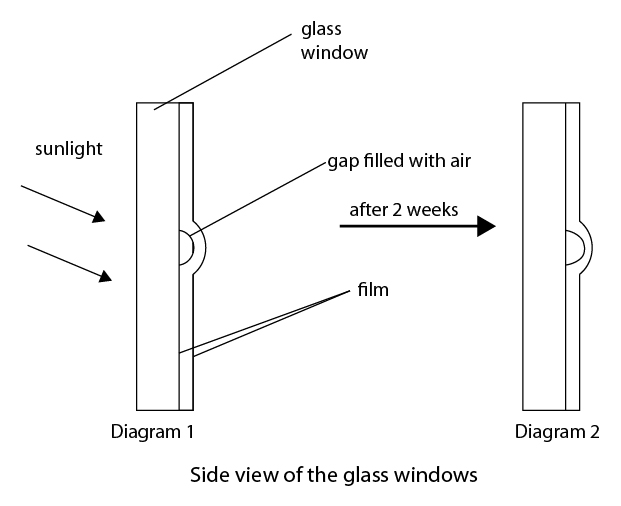 glass
window
sunlight
gap filled with air
after 2 weeks
film
Diagram 1
Diagram 2
Side view of the glass windows